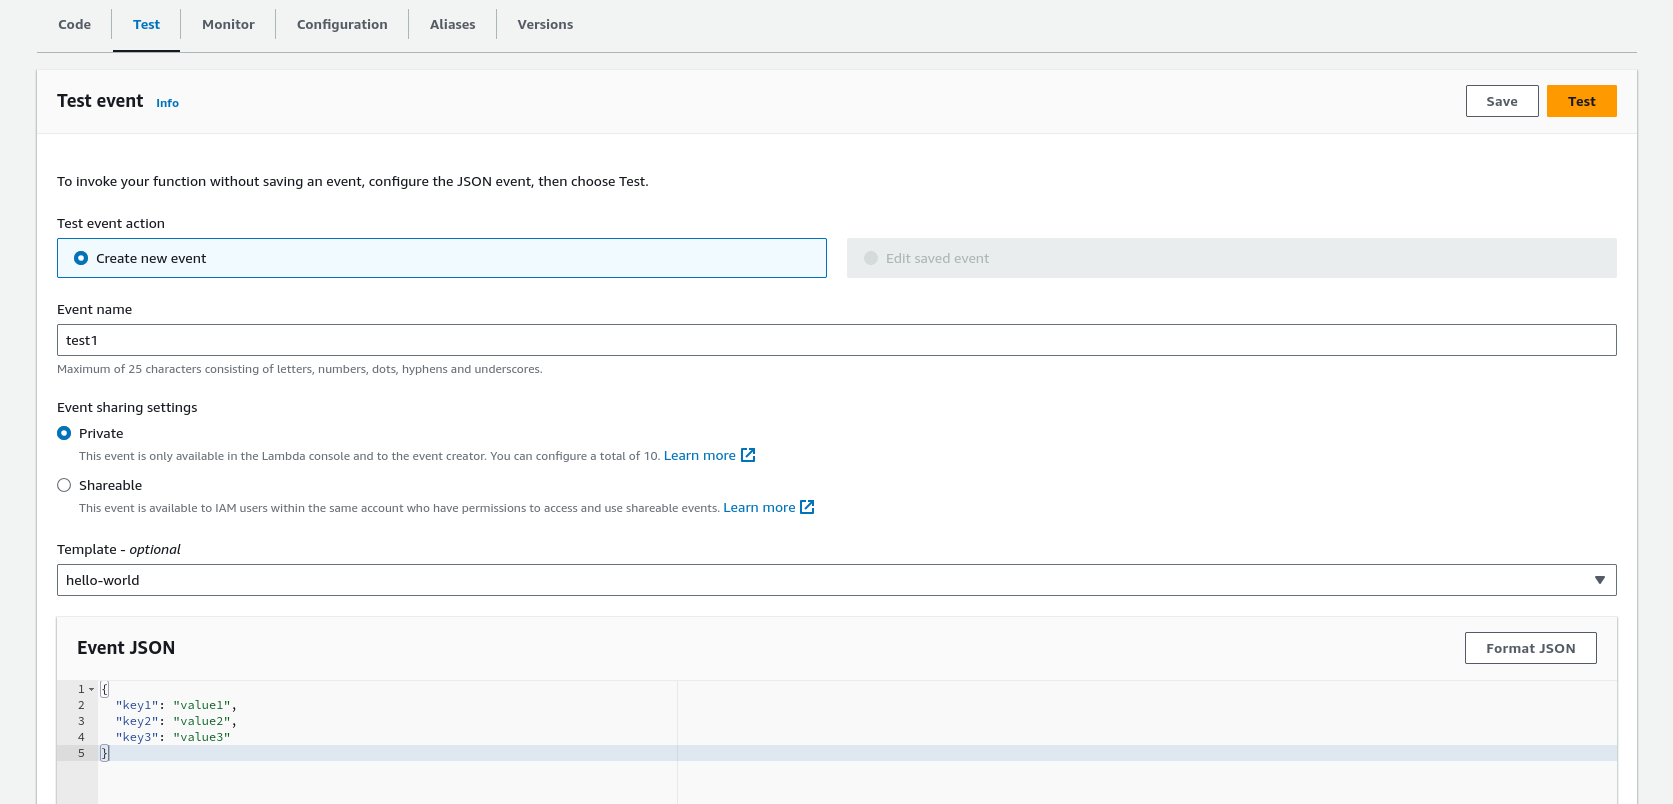 Code Test Monitor Configuration Aliases Versions
Test event Info Save Test
To invoke your function without saving an event, configure the JSON event, then choose Test.
Test event action
Create new event Edit saved event
Event name
test1
Maximum of 25 characters consisting of letters, numbers, dots, hyphens and underscores.
Event sharing settings
Private
This event is only available in the Lambda console and to the event creator. You can configure a total of 10. Learn more
Shareable
This event is available to IAM users within the same account who have permissions to access and use shareable events. Learn more
Template - optional
hello-world
Event JSON Format JSON
1 {
2 "key1": "value1",
3 "key2": "value2",
4 "key3": "value3"
5 }